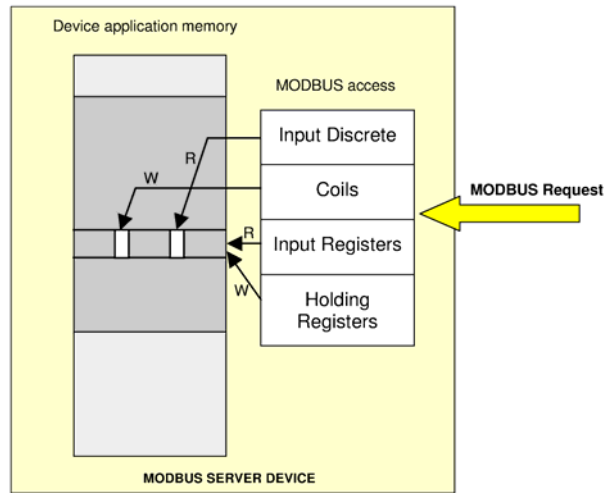 Device application memory
MODBUS access
Input Discrete
R
W
Coils
MODBUS Request
R
Input Registers
W
Holding
Registers
MODBUS SERVER DEVICE